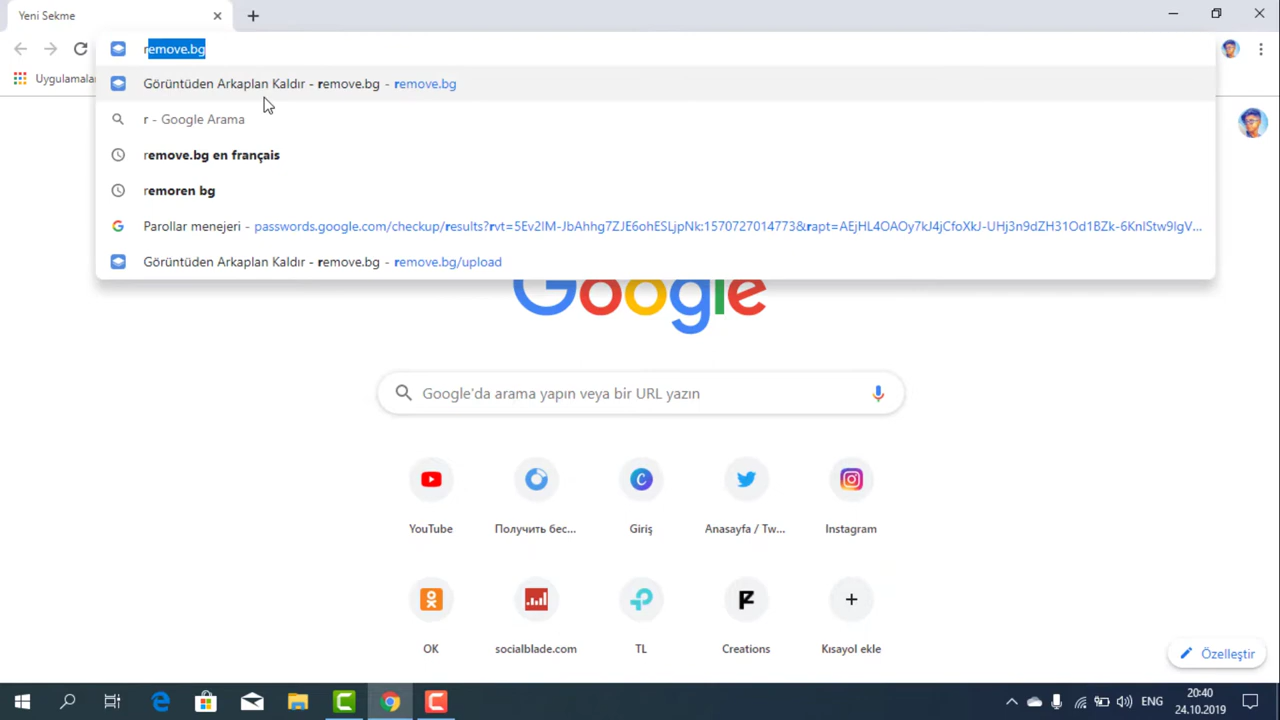 Yeni Sekme
remove.bg
Uygulamalar
Görüntüden Arkaplan Kaldır - remove.bg - remove.bg
r - Google Arama
remove.bg en français
remoren bg
Parollar menejeri - passwords.google.com/checkup/results?rvt=5Ev2lM-JbAhhg7ZJE6ohESLjpNk:1570727014773&rapt=AEjHL4OAOy7kJ4jCfoXkJ-UHj3n9dZH31Od1BZk-6KnlStw9lgV...
Görüntüden Arkaplan Kaldır - remove.bg - remove.bg/upload
Google
Google'da arama yapın veya bir URL yazın
YouTube
Получить бес...
Giriş
Anasayfa / Tw...
Instagram
OK
socialblade.com
TL
Creations
Kısayol ekle
Özelleştir
ENG
20:40
24.10.2019